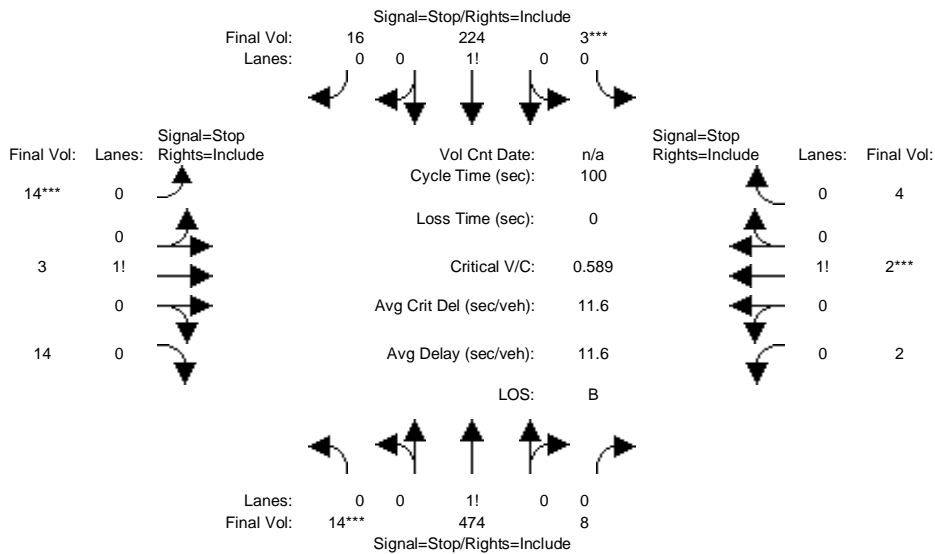 Signal=Stop/Rights=Include
Final Vol: 16 224 3***
Lanes: 0 0 1! 0 0
Signal=Stop Signal=Stop
Final Vol: Lanes: Rights=Include Vol Cnt Date: n/a Rights=Include Lanes: Final Vol:
Cycle Time (sec): 100
14*** 0 0 4
Loss Time (sec): 0
0 0
3 1! Critical V/C: 0.589 1! 2***
0 Avg Crit Del (sec/veh): 11.6 0
14 0 Avg Delay (sec/veh): 11.6 0 2
LOS: B
Lanes: 0 0 1! 0 0
Final Vol: 14*** 474 8
Signal=Stop/Rights=Include